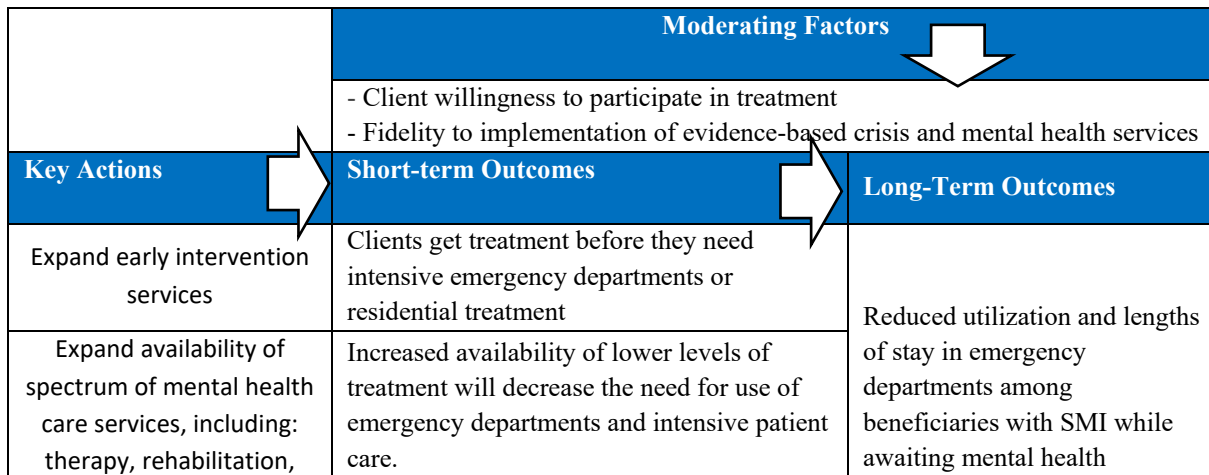 Moderating Factors
- Client willingness to participate in treatment
- Fidelity to implementation of evidence-based crisis and mental health services
Key Actions
Short-term Outcomes
Long-Term Outcomes
Expand early intervention
services
Clients get treatment before they need
intensive emergency departments or
residential treatment
Expand availability of
spectrum of mental health
care services, including:
therapy, rehabilitation,
Increased availability of lower levels of
treatment will decrease the need for use of
emergency departments and intensive patient
care.
Reduced utilization and lengths
of stay in emergency
departments among
beneficiaries with SMI while
awaiting mental health